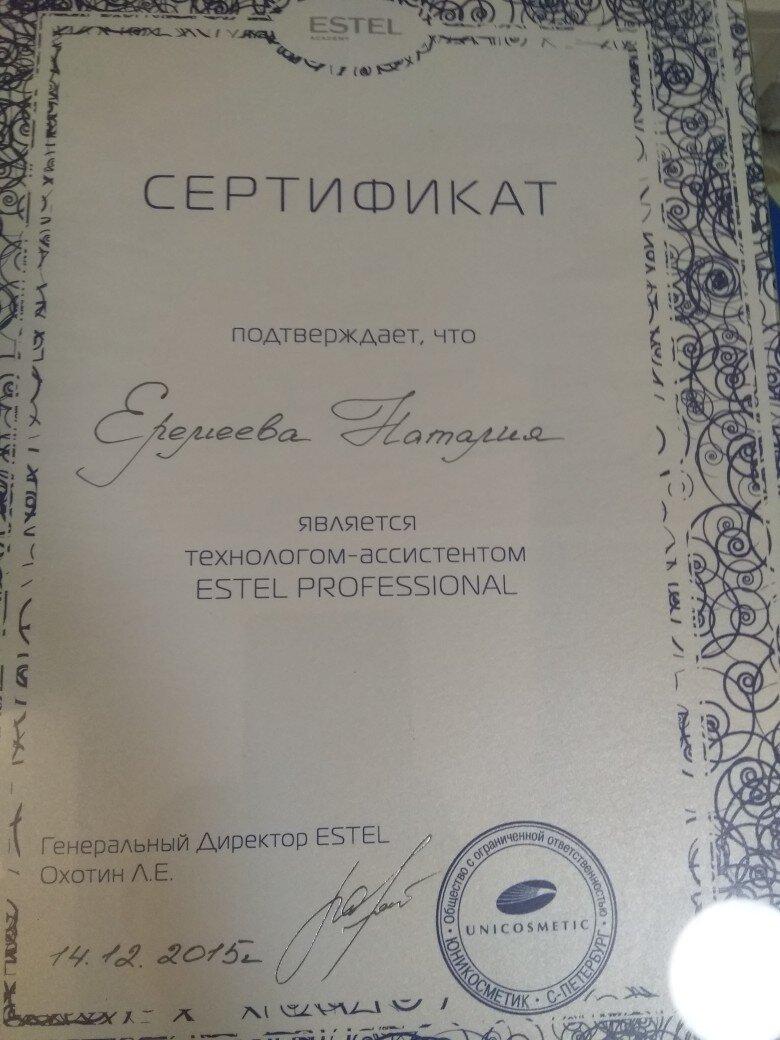 ESTEL
ACADEMY
СЕРТИФИКАТ
подтверждает, что
Еремеева Наталия
является
технологом-ассистентом
ESTEL PROFESSIONAL
Генеральный Директор ESTEL
Охотин Л.Е.
14.12.2015г
Общество с ограниченной ответственностью
UNICOSMETIC
• ЮНИКОСМЕТИК • С-ПЕТЕРБУРГ •